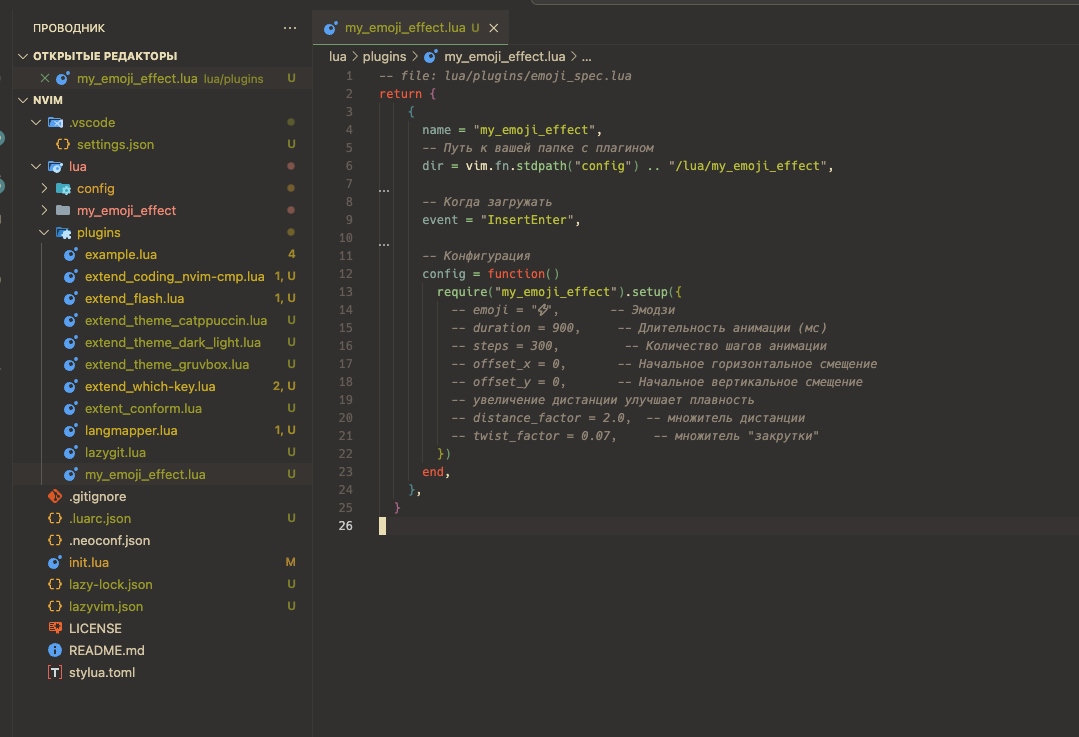 ПРОВОДНИК ...
ОТКРЫТЫЕ РЕДАКТОРЫ
my_emoji_effect.lua lua/plugins U
NVIM
.vscode
{} settings.json U
lua
config
my_emoji_effect
plugins
example.lua 4
extend_coding_nvim-cmp.lua 1, U
extend_flash.lua 1, U
extend_theme_catppuccin.lua U
extend_theme_dark_light.lua U
extend_theme_gruvbox.lua U
extend_which-key.lua 2, U
extent_conform.lua U
langmapper.lua 1, U
lazygit.lua U
my_emoji_effect.lua U
.gitignore
{} .luarc.json U
{} .neoconf.json
init.lua M
{} lazy-lock.json U
{} lazyvim.json U
LICENSE
README.md
stylua.toml
my_emoji_effect.lua U
lua > plugins > my_emoji_effect.lua > ...
1 -- file: lua/plugins/emoji_spec.lua
2 return {
3 {
4 name = "my_emoji_effect",
5 -- Путь к вашей папке с плагином
6 dir = vim.fn.stdpath("config") .. "/lua/my_emoji_effect",
7 ...
8 -- Когда загружать
9 event = "InsertEnter",
10 ...
11 -- Конфигурация
12 config = function()
13 require("my_emoji_effect").setup({
14 -- emoji = "⚡", -- Эмодзи
15 -- duration = 900, -- Длительность анимации (мс)
16 -- steps = 300, -- Количество шагов анимации
17 -- offset_x = 0, -- Начальное горизонтальное смещение
18 -- offset_y = 0, -- Начальное вертикальное смещение
19 -- увеличение дистанции улучшает плавность
20 -- distance_factor = 2.0, -- множитель дистанции
21 -- twist_factor = 0.07, -- множитель "закрутки"
22 })
23 end,
24 },
25 }
26